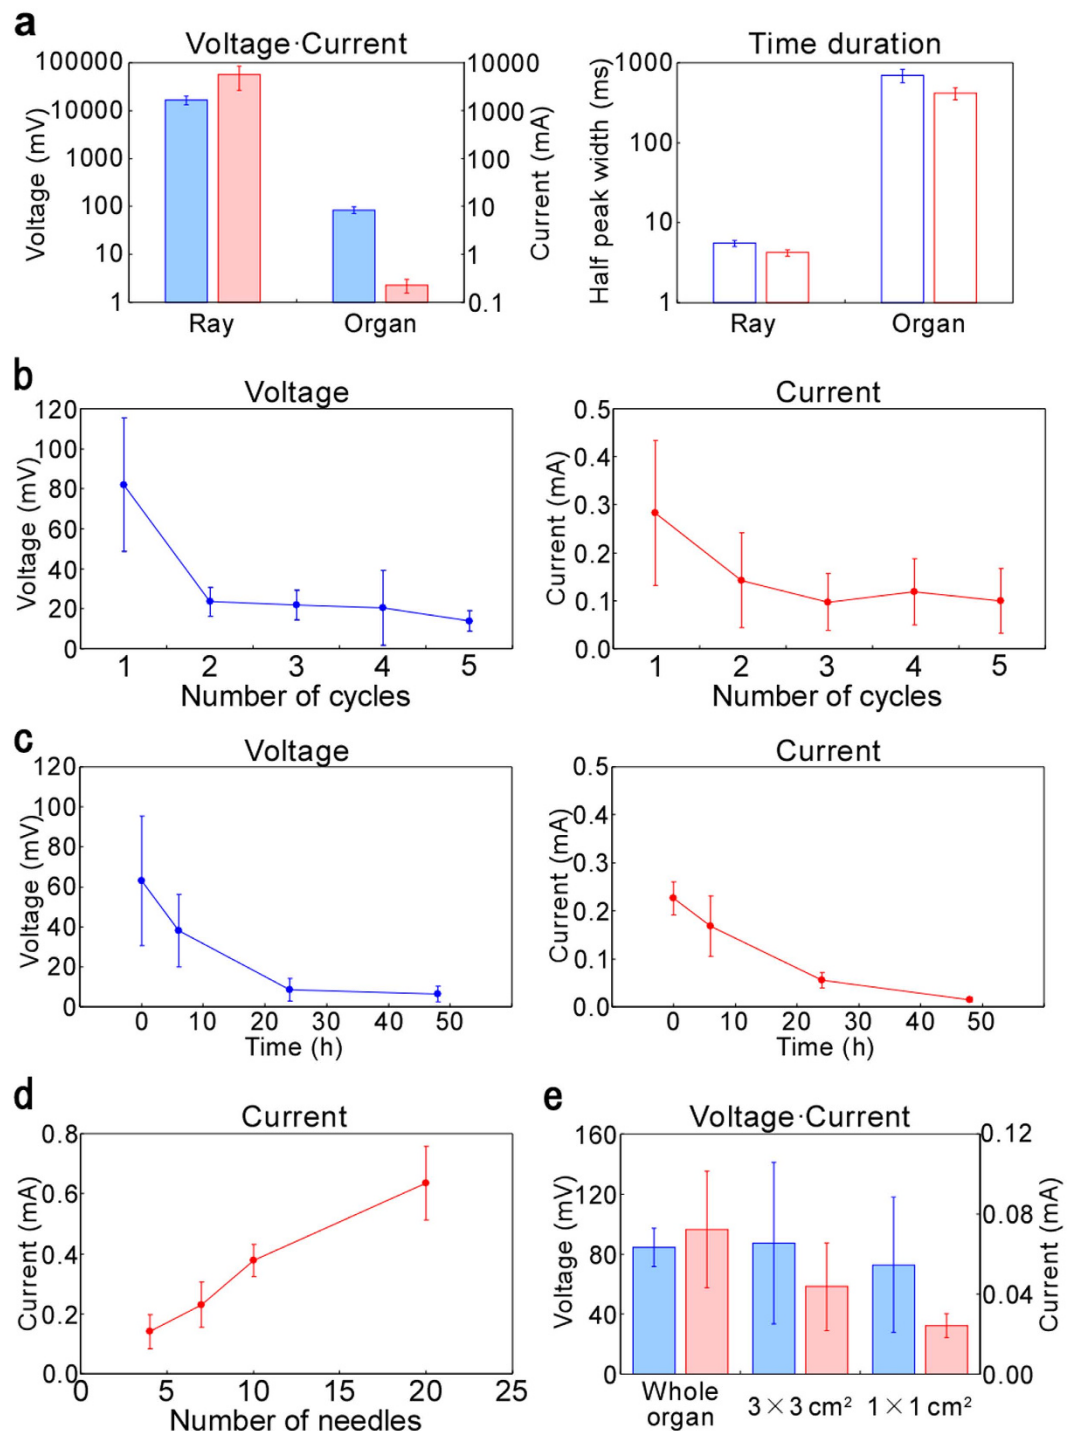 a
Voltage·Current
Voltage (mV)
100000
10000
1000
100
10
1
10000
1000
100
10
1
0.1
Current (mA)
Ray
Organ
Time duration
Half peak width (ms)
1000
100
10
1
Ray
Organ
b
Voltage
Voltage (mV)
120
100
80
60
40
20
0
1 2 3 4 5
Number of cycles
Current
Current (mA)
0.5
0.4
0.3
0.2
0.1
0.0
1 2 3 4 5
Number of cycles
c
Voltage
Voltage (mV)
120
100
80
60
40
20
0
0 10 20 30 40 50
Time (h)
Current
Current (mA)
0.5
0.4
0.3
0.2
0.1
0.0
0 10 20 30 40 50
Time (h)
d
Current
Current (mA)
0.8
0.6
0.4
0.2
0.0
0 5 10 15 20 25
Number of needles
e
Voltage·Current
Voltage (mV)
160
120
80
40
0
0.12
0.08
0.04
0.00
Current (mA)
Whole
organ
3×3 cm²
1×1 cm²